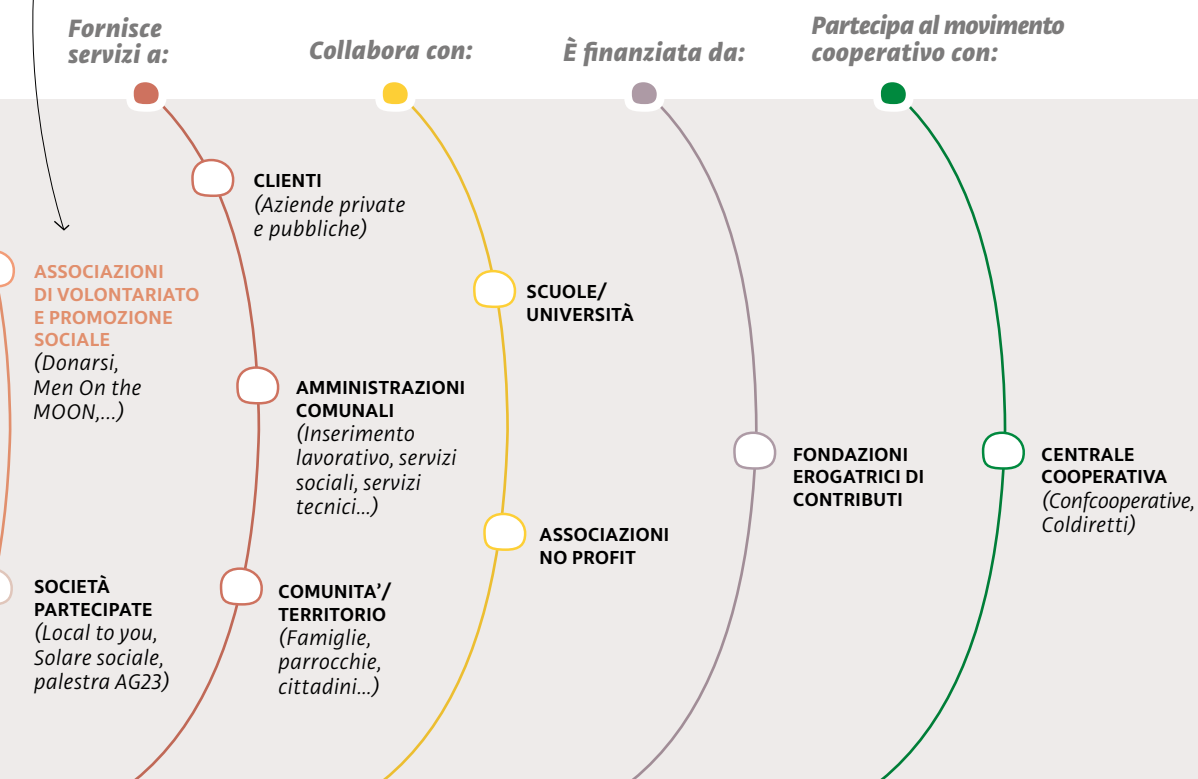 Fornisce
servizi a:
Collabora con:
È finanziata da:
Partecipa al movimento
cooperativo con:
ASSOCIAZIONI
DI VOLONTARIATO
E PROMOZIONE
SOCIALE
(Donarsi,
Men On the
MOON,...)
SOCIETÀ
PARTECIPATE
(Local to you,
Solare sociale,
palestra AG23)
CLIENTI
(Aziende private
e pubbliche)
AMMINISTRAZIONI
COMUNALI
(Inserimento
lavorativo, servizi
sociali, servizi
tecnici...)
COMUNITA’/
TERRITORIO
(Famiglie,
parrocchie,
cittadini...)
SCUOLE/
UNIVERSITÀ
ASSOCIAZIONI
NO PROFIT
FONDAZIONI
EROGATRICI DI
CONTRIBUTI
CENTRALE
COOPERATIVA
(Confcooperative,
Coldiretti)